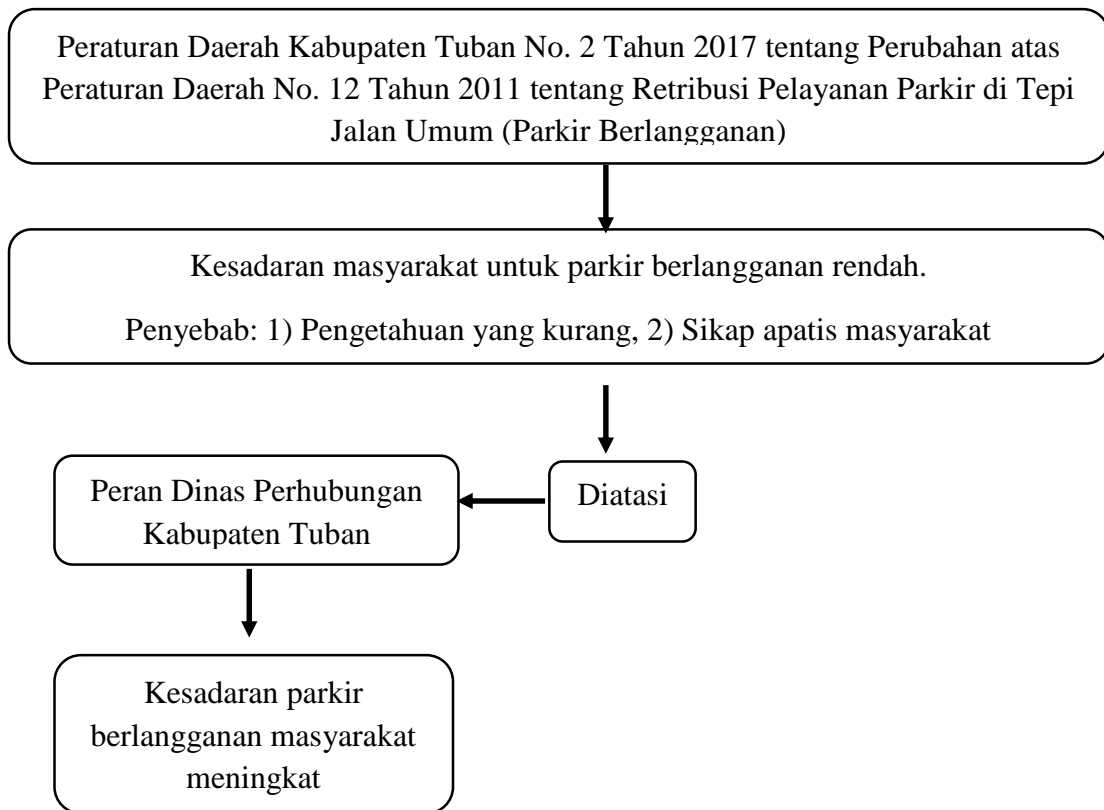 Peraturan Daerah Kabupaten Tuban No. 2 Tahun 2017 tentang Perubahan atas
Peraturan Daerah No. 12 Tahun 2011 tentang Retribusi Pelayanan Parkir di Tepi
Jalan Umum (Parkir Berlangganan)
Kesadaran masyarakat untuk parkir berlangganan rendah.
Penyebab: 1) Pengetahuan yang kurang, 2) Sikap apatis masyarakat
Diatasi
Peran Dinas Perhubungan
Kabupaten Tuban
Kesadaran parkir
berlangganan masyarakat
meningkat